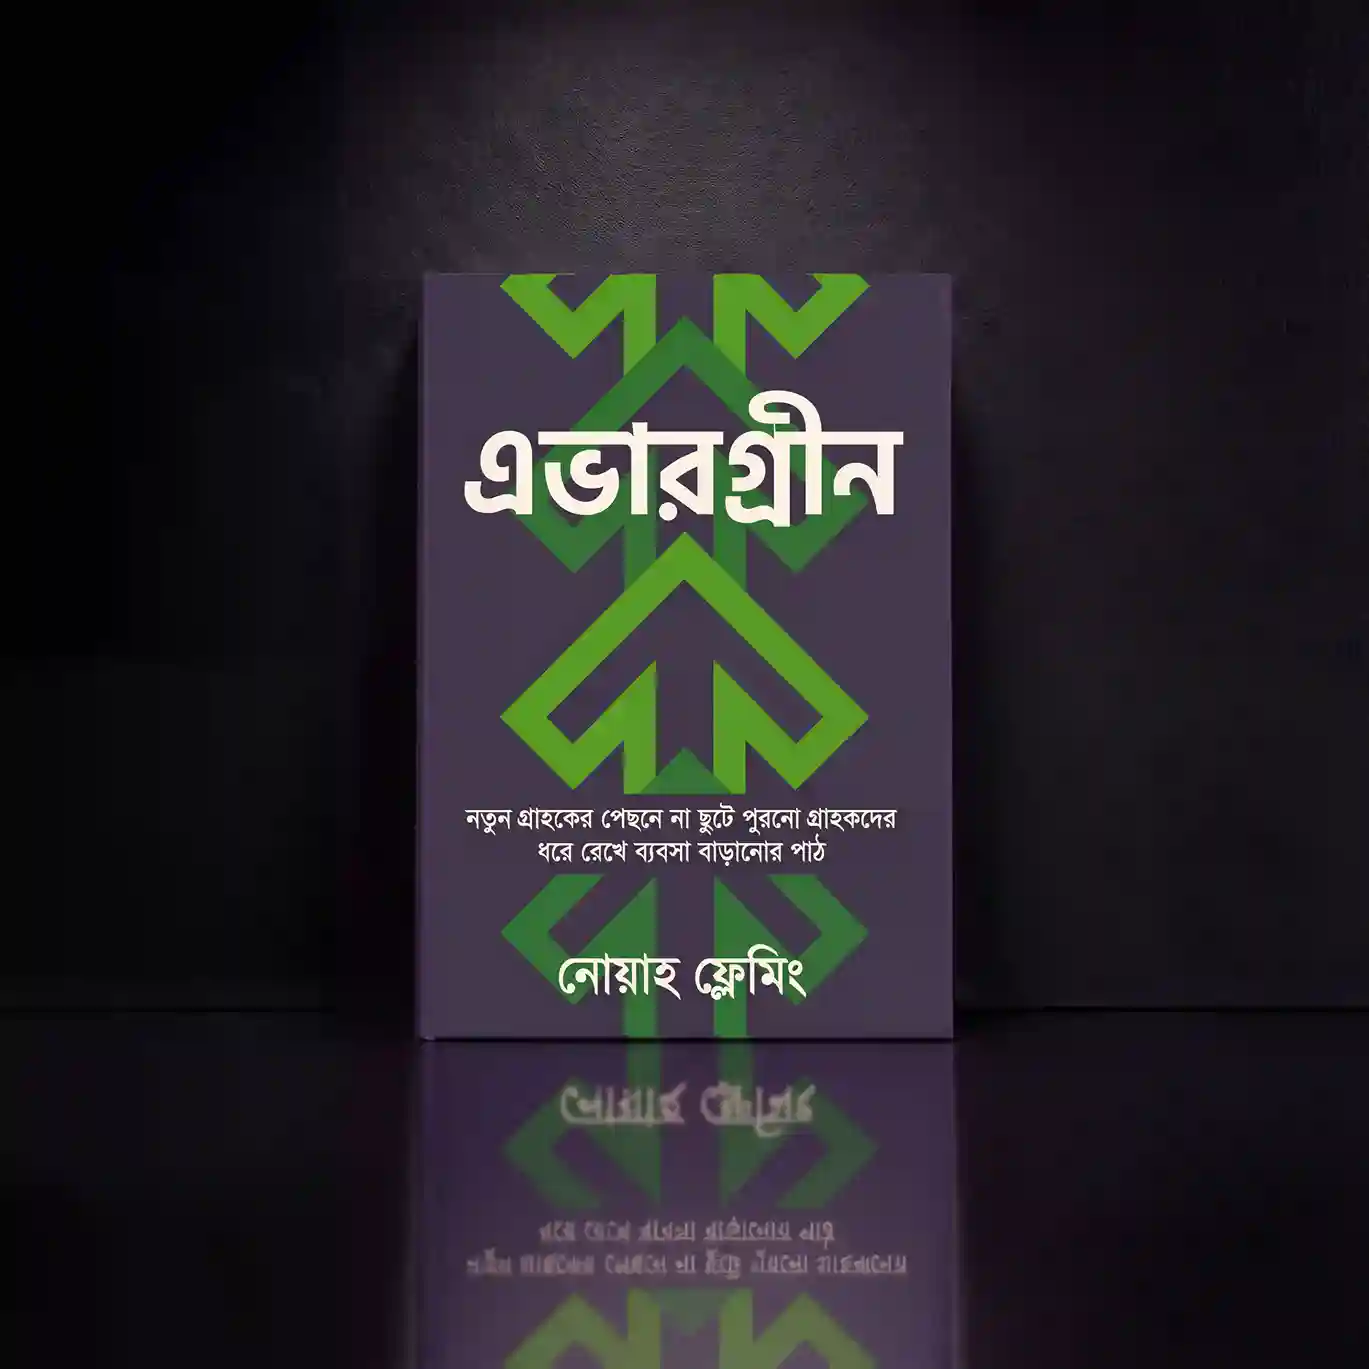 এভারগ্রীন
নতুন গ্রাহকের পেছনে না ছুটে পুরনো গ্রাহকদের
ধরে রেখে ব্যবসা বাড়ানোর পাঠ
নোয়াহ ফ্লেমিং